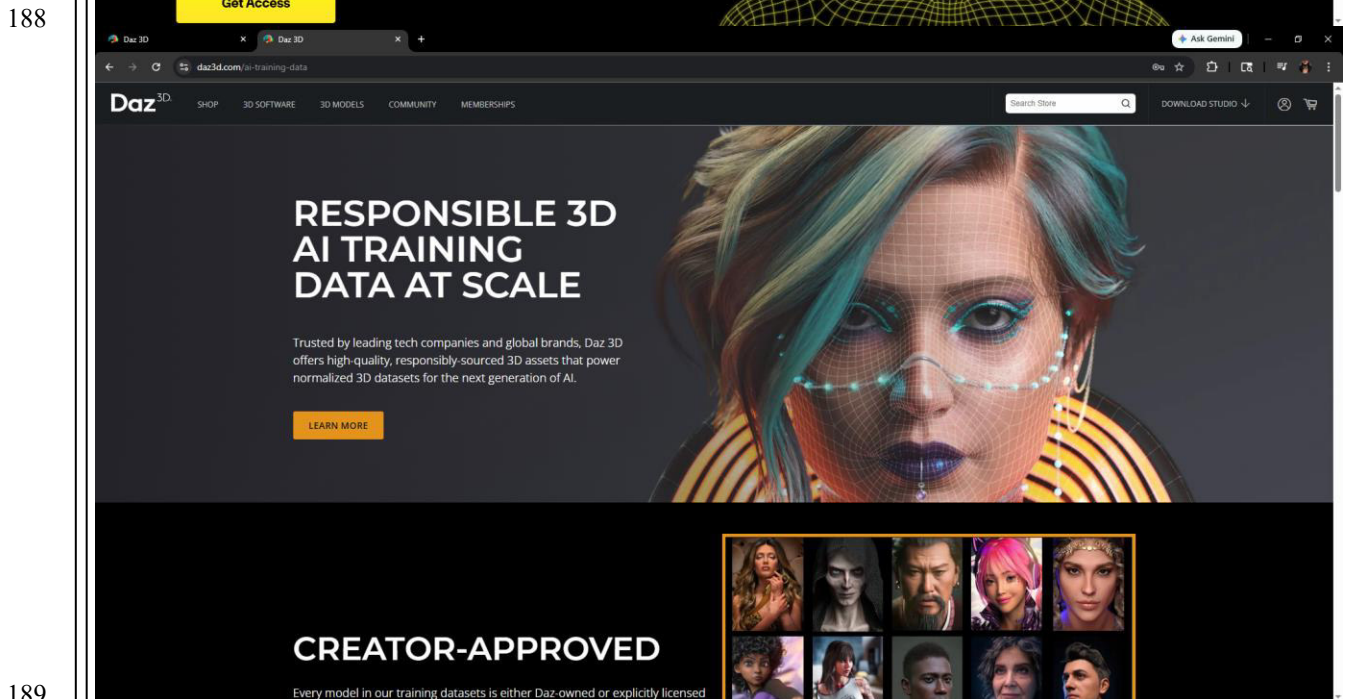 188
Get Access
Daz 3D
Daz 3D
Ask Gemini
daz3d.com/ai-training-data
Daz 3D.
SHOP
3D SOFTWARE
3D MODELS
COMMUNITY
MEMBERSHIPS
Search Store
DOWNLOAD STUDIO
RESPONSIBLE 3D
AI TRAINING
DATA AT SCALE
Trusted by leading tech companies and global brands, Daz 3D
offers high-quality, responsibly-sourced 3D assets that power
normalized 3D datasets for the next generation of AI.
LEARN MORE
CREATOR-APPROVED
Every model in our training datasets is either Daz-owned or explicitly licensed
189